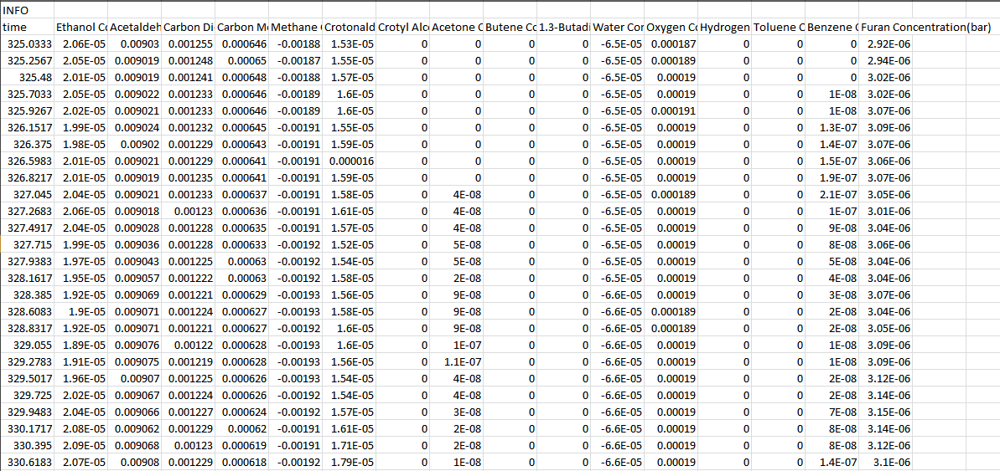 INFO
time Ethanol Co Acetaldeh Carbon Di Carbon Mo Methane C Crotonald Crotyl Alco Acetone C Butene Co 1.3-Butadi Water Con Oxygen Co Hydrogen Toluene C Benzene C Furan Concentration(bar)
325.0333 2.06E-05 0.00903 0.001255 0.000646 -0.00188 1.53E-05 0 0 0 0 -6.5E-05 0.000187 0 0 0 2.92E-06
325.2567 2.05E-05 0.009019 0.001248 0.00065 -0.00187 1.55E-05 0 0 0 0 -6.5E-05 0.000189 0 0 0 2.94E-06
325.48 2.01E-05 0.009019 0.001241 0.000648 -0.00188 1.57E-05 0 0 0 0 -6.5E-05 0.00019 0 0 0 3.02E-06
325.7033 2.05E-05 0.009022 0.001233 0.000646 -0.00189 1.6E-05 0 0 0 0 -6.5E-05 0.00019 0 0 1E-08 3.02E-06
325.9267 2.02E-05 0.009021 0.001233 0.000646 -0.00189 1.6E-05 0 0 0 0 -6.5E-05 0.000191 0 0 1E-08 3.07E-06
326.1517 1.99E-05 0.009024 0.001232 0.000645 -0.00191 1.55E-05 0 0 0 0 -6.5E-05 0.00019 0 0 1.3E-07 3.09E-06
326.375 1.98E-05 0.00902 0.001229 0.000643 -0.00191 1.59E-05 0 0 0 0 -6.5E-05 0.00019 0 0 1.4E-07 3.07E-06
326.5983 2.01E-05 0.009021 0.001229 0.000641 -0.00191 0.000016 0 0 0 0 -6.5E-05 0.00019 0 0 1.5E-07 3.06E-06
326.8217 2.01E-05 0.009019 0.001235 0.000641 -0.00191 1.59E-05 0 0 0 0 -6.5E-05 0.00019 0 0 1.9E-07 3.07E-06
327.045 2.04E-05 0.009021 0.001233 0.000637 -0.00191 1.58E-05 0 4E-08 0 0 -6.5E-05 0.000189 0 0 2.1E-07 3.05E-06
327.2683 2.06E-05 0.009018 0.00123 0.000636 -0.00191 1.61E-05 0 4E-08 0 0 -6.5E-05 0.00019 0 0 1E-07 3.01E-06
327.4917 2.04E-05 0.009028 0.001228 0.000635 -0.00191 1.57E-05 0 4E-08 0 0 -6.5E-05 0.00019 0 0 9E-08 3.04E-06
327.715 1.99E-05 0.009036 0.001228 0.000633 -0.00192 1.52E-05 0 5E-08 0 0 -6.5E-05 0.00019 0 0 8E-08 3.06E-06
327.9383 1.97E-05 0.009043 0.001225 0.00063 -0.00192 1.54E-05 0 5E-08 0 0 -6.5E-05 0.00019 0 0 5E-08 3.04E-06
328.1617 1.95E-05 0.009057 0.001222 0.00063 -0.00192 1.58E-05 0 2E-08 0 0 -6.5E-05 0.00019 0 0 4E-08 3.04E-06
328.385 1.92E-05 0.009069 0.001221 0.000629 -0.00193 1.56E-05 0 9E-08 0 0 -6.6E-05 0.00019 0 0 3E-08 3.07E-06
328.6083 1.9E-05 0.009071 0.001224 0.000627 -0.00193 1.58E-05 0 9E-08 0 0 -6.6E-05 0.000189 0 0 2E-08 3.04E-06
328.8317 1.92E-05 0.009071 0.001221 0.000627 -0.00192 1.6E-05 0 9E-08 0 0 -6.6E-05 0.000189 0 0 2E-08 3.05E-06
329.055 1.89E-05 0.009076 0.00122 0.000628 -0.00193 1.6E-05 0 1E-07 0 0 -6.6E-05 0.00019 0 0 1E-08 3.09E-06
329.2783 1.91E-05 0.009075 0.001219 0.000628 -0.00193 1.56E-05 0 1.1E-07 0 0 -6.6E-05 0.00019 0 0 1E-08 3.09E-06
329.5017 1.96E-05 0.00907 0.001225 0.000626 -0.00193 1.54E-05 0 4E-08 0 0 -6.6E-05 0.00019 0 0 2E-08 3.12E-06
329.725 2.02E-05 0.009067 0.001224 0.000626 -0.00192 1.54E-05 0 4E-08 0 0 -6.6E-05 0.00019 0 0 2E-08 3.14E-06
329.9483 2.04E-05 0.009066 0.001227 0.000624 -0.00192 1.57E-05 0 3E-08 0 0 -6.6E-05 0.00019 0 0 7E-08 3.15E-06
330.1717 2.08E-05 0.009062 0.001229 0.00062 -0.00191 1.61E-05 0 2E-08 0 0 -6.6E-05 0.00019 0 0 8E-08 3.14E-06
330.395 2.09E-05 0.009068 0.00123 0.000619 -0.00191 1.71E-05 0 2E-08 0 0 -6.6E-05 0.00019 0 0 8E-08 3.12E-06
330.6183 2.07E-05 0.00908 0.001229 0.000618 -0.00192 1.79E-05 0 1E-08 0 0 -6.6E-05 0.00019 0 0 1.4E-07 3.1E-06